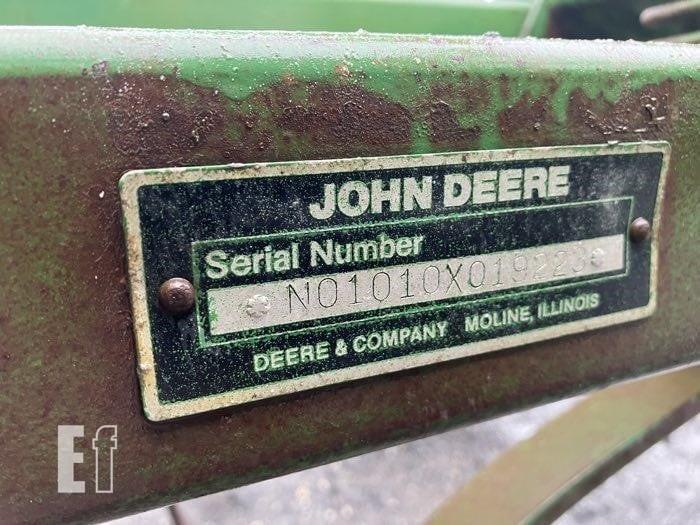 JOHN DEERE
Serial Number
N01010X019223
DEERE & COMPANY MOLINE, ILLINOIS
Ef